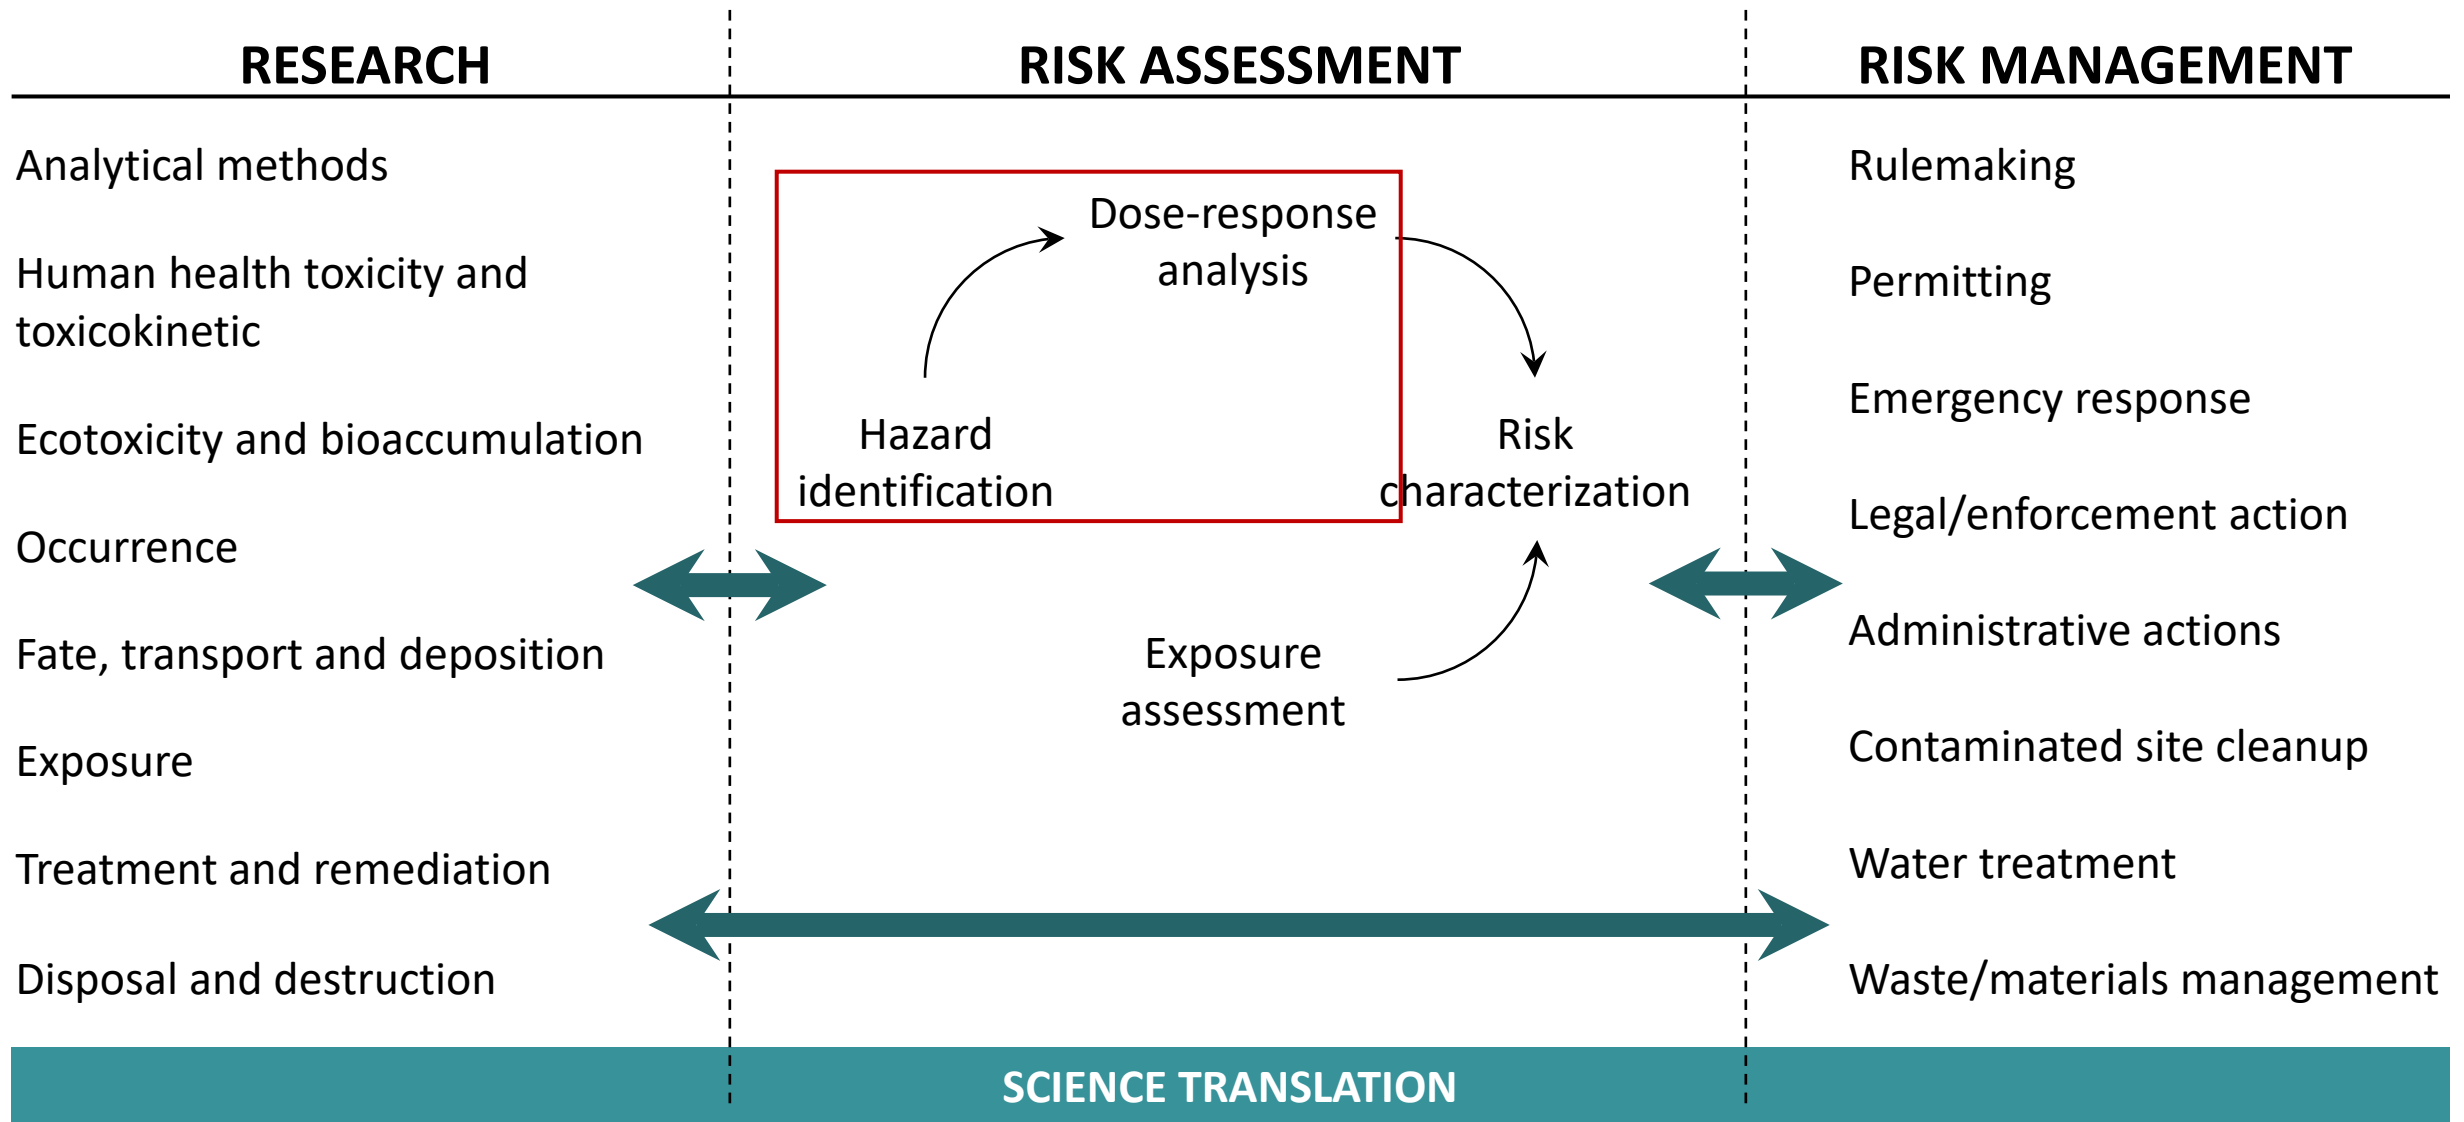 RESEARCH
Analytical methods
Human health toxicity and
toxicokinetic
Ecotoxicity and bioaccumulation
Occurrence
Fate, transport and deposition
Exposure
Treatment and remediation
Disposal and destruction
RISK ASSESSMENT
Dose-response
analysis
Hazard
identification
Risk
characterization
Exposure
assessment
RISK MANAGEMENT
Rulemaking
Permitting
Emergency response
Legal/enforcement action
Administrative actions
Contaminated site cleanup
Water treatment
Waste/materials management
SCIENCE TRANSLATION